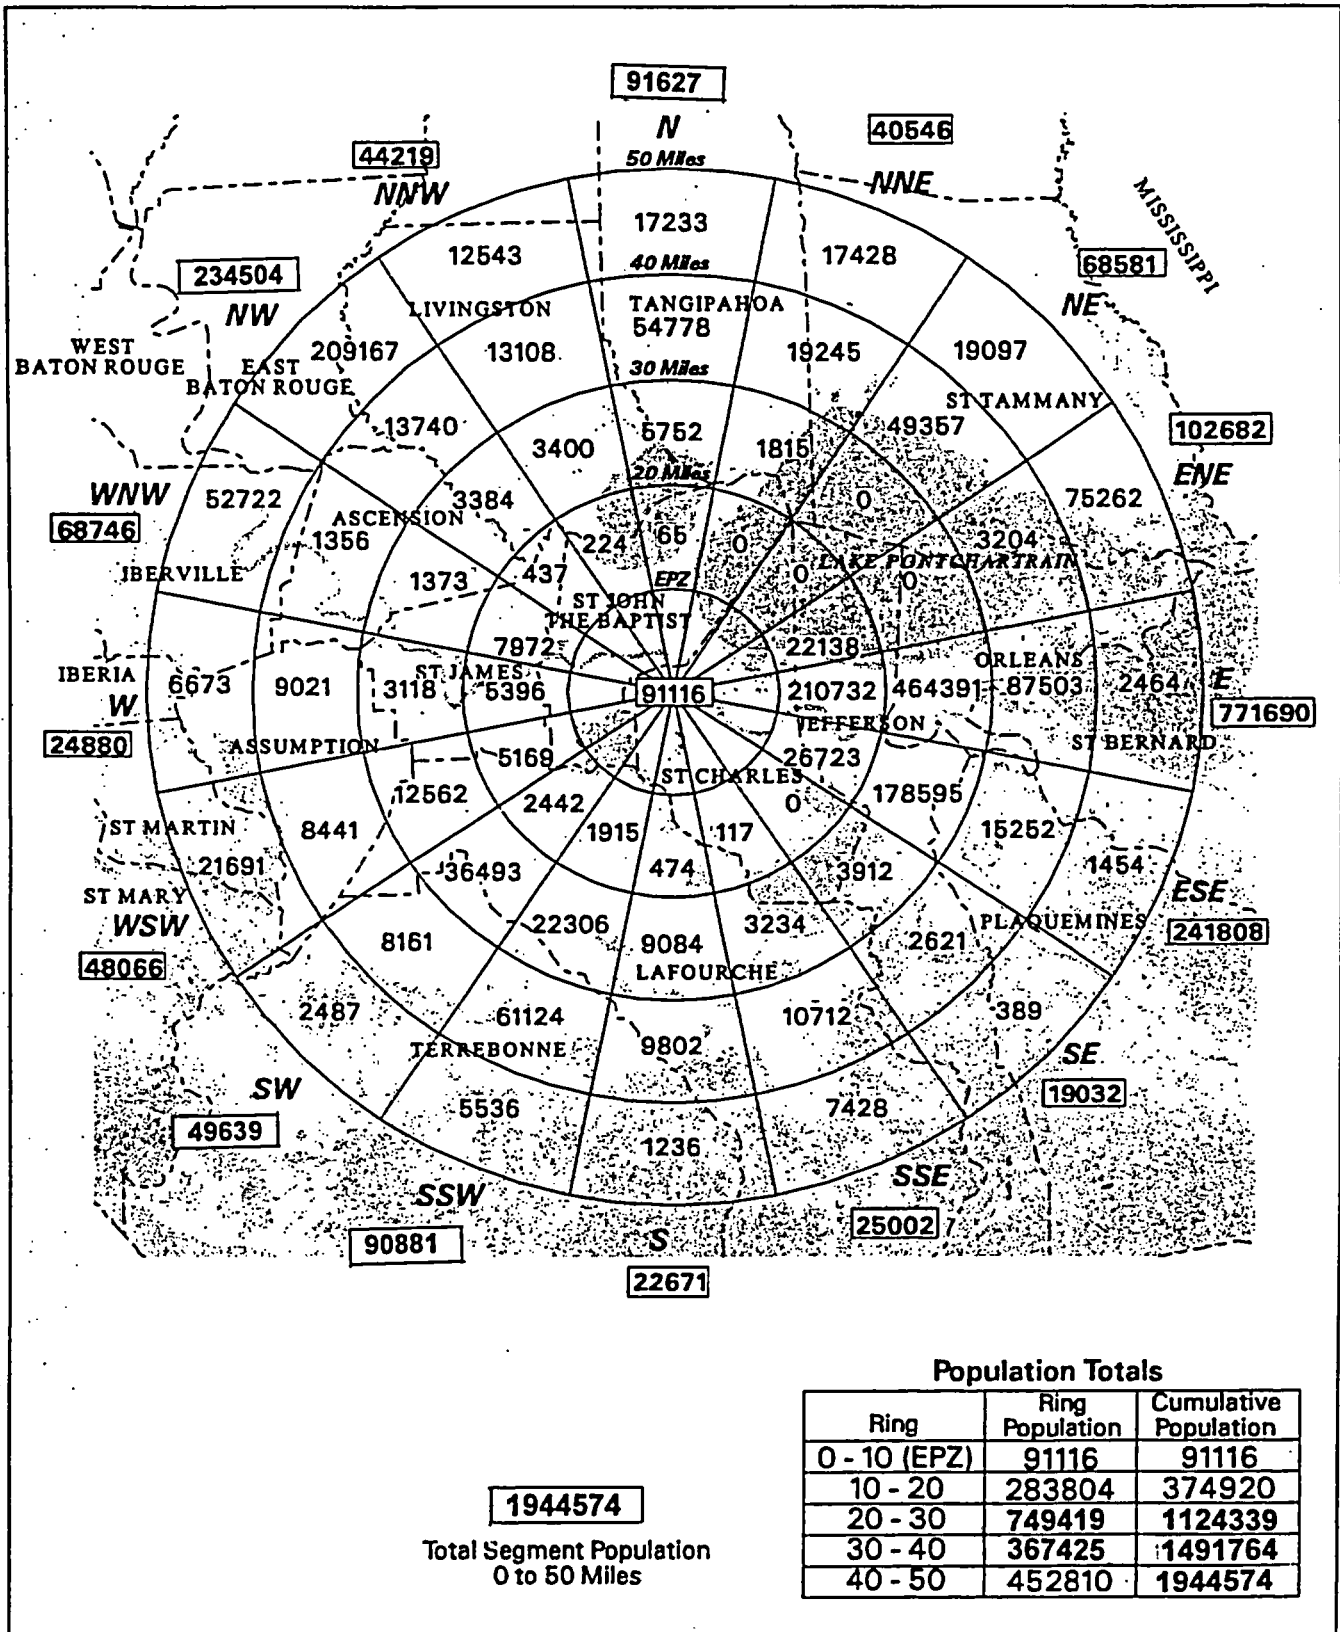 91627
N
50 Miles
40546
44219
NNW
NNE
MISSISSIPPI
17233
12543
17428
40 Miles
234504
NW
68581
NE
LIVINGSTON
TANGIPAHOA
54778
WEST
BATON ROUGE
209167
13108
19245
19097
EAST
BATON ROUGE
30 Miles
ST TAMMANY
13740
3400
5752
1815
49357
102682
ENE
20 Miles
WNW
68746
52722
3384
0
75262
ASCENSION
1356
224
65
0
3204
IBERVILLE
1373
437
EPZ
0
LAKE PONTCHARTRAIN
0
ST JOHN
THE BAPTIST
7972
22138
IBERIA
W
24880
6673
9021
3118
ST JAMES
5396
91116
210732
464391
ORLEANS
87503
2464
E
771690
JEFFERSON
ASSUMPTION
5169
ST CHARLES
26723
ST BERNARD
12562
2442
0
178595
ST MARTIN
8441
1915
117
15252
21691
36493
474
3912
1454
ST MARY
WSW
48066
ESE
241808
8161
22306
9084
3234
2621
PLAQUEMINES
LAFOURCHE
2487
61124
10712
389
TERREBONNE
9802
SE
19032
SW
49639
5536
7428
1236
SSW
90881
SSE
25002
S
22671
Population Totals
Ring Ring Population Cumulative Population
0 - 10 (EPZ) 91116 91116
10 - 20 283804 374920
20 - 30 749419 1124339
30 - 40 367425 1491764
40 - 50 452810 1944574
1944574
Total Segment Population
0 to 50 Miles